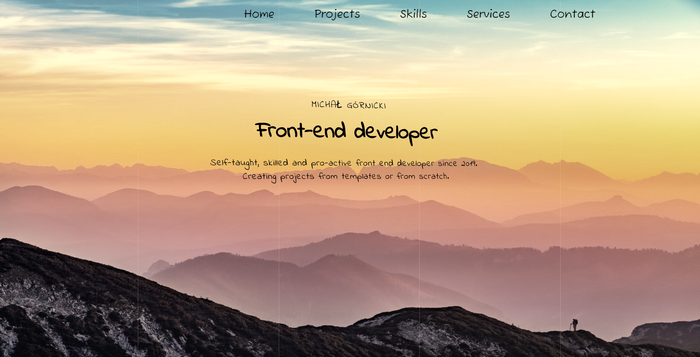 Home Projects Skills Services Contact
MICHAŁ GÓRNICKI
Front-end developer
Self-taught, skilled and pro-active front end developer since 2019.
Creating projects from templates or from scratch.